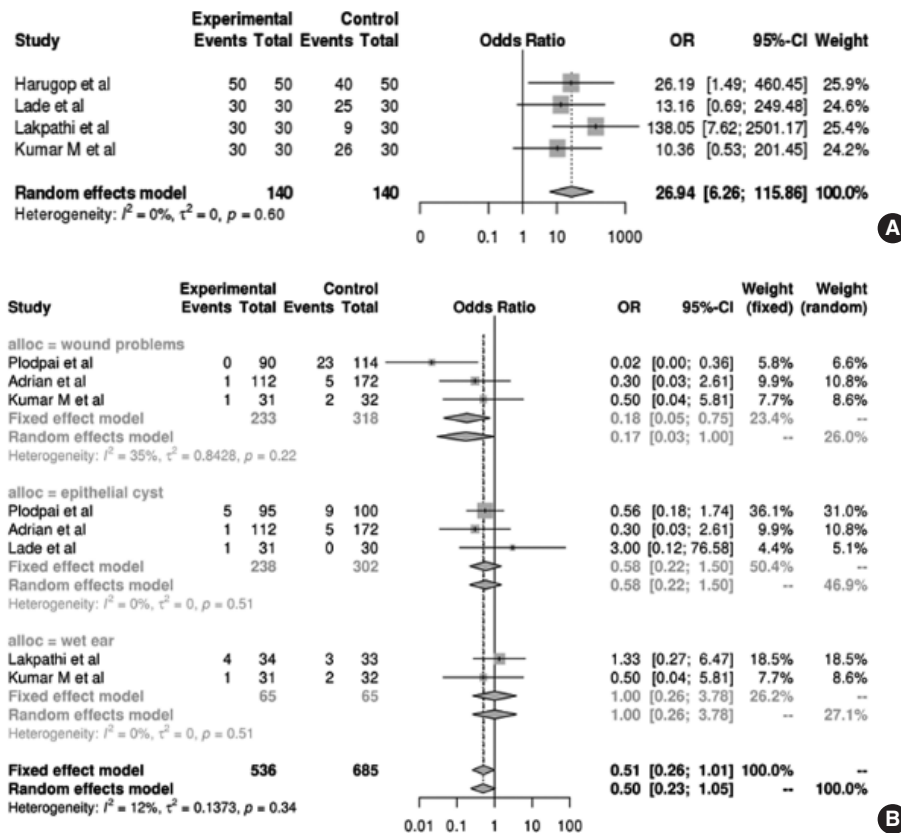 Experimental Control
Study Events Total Events Total Odds Ratio OR 95%-CI Weight
Harugop et al 50 50 40 50 26.19 [1.49; 460.45] 25.9%
Lade et al 30 30 25 30 13.16 [0.69; 249.48] 24.6%
Lakpathi et al 30 30 9 30 138.05 [7.62; 2501.17] 25.4%
Kumar M et al 30 30 26 30 10.36 [0.53; 201.45] 24.2%
Random effects model 140 140 26.94 [6.26; 115.86] 100.0%
Heterogeneity: I² = 0%, τ² = 0, p = 0.60
0 0.1 1 10 1000
A
Experimental Control Weight Weight
Study Events Total Events Total Odds Ratio OR 95%-CI (fixed) (random)
alloc = wound problems
Plodpai et al 0 90 23 114 0.02 [0.00; 0.36] 5.8% 6.6%
Adrian et al 1 112 5 172 0.30 [0.03; 2.61] 9.9% 10.8%
Kumar M et al 1 31 2 32 0.50 [0.04; 5.81] 7.7% 8.6%
Fixed effect model 233 318 0.18 [0.05; 0.75] 23.4% --
Random effects model 0.17 [0.03; 1.00] -- 26.0%
Heterogeneity: I² = 35%, τ² = 0.8428, p = 0.22
alloc = epithelial cyst
Plodpai et al 5 95 9 100 0.56 [0.18; 1.74] 36.1% 31.0%
Adrian et al 1 112 5 172 0.30 [0.03; 2.61] 9.9% 10.8%
Lade et al 1 31 0 30 3.00 [0.12; 76.58] 4.4% 5.1%
Fixed effect model 238 302 0.58 [0.22; 1.50] 50.4% --
Random effects model 0.58 [0.22; 1.50] -- 46.9%
Heterogeneity: I² = 0%, τ² = 0, p = 0.51
alloc = wet ear
Lakpathi et al 4 34 3 33 1.33 [0.27; 6.47] 18.5% 18.5%
Kumar M et al 1 31 2 32 0.50 [0.04; 5.81] 7.7% 8.6%
Fixed effect model 65 65 1.00 [0.26; 3.78] 26.2% --
Random effects model 1.00 [0.26; 3.78] -- 27.1%
Heterogeneity: I² = 0%, τ² = 0, p = 0.51
Fixed effect model 536 685 0.51 [0.26; 1.01] 100.0% --
Random effects model 0.50 [0.23; 1.05] -- 100.0%
Heterogeneity: I² = 12%, τ² = 0.1373, p = 0.34
0.01 0.1 1 10 100
B